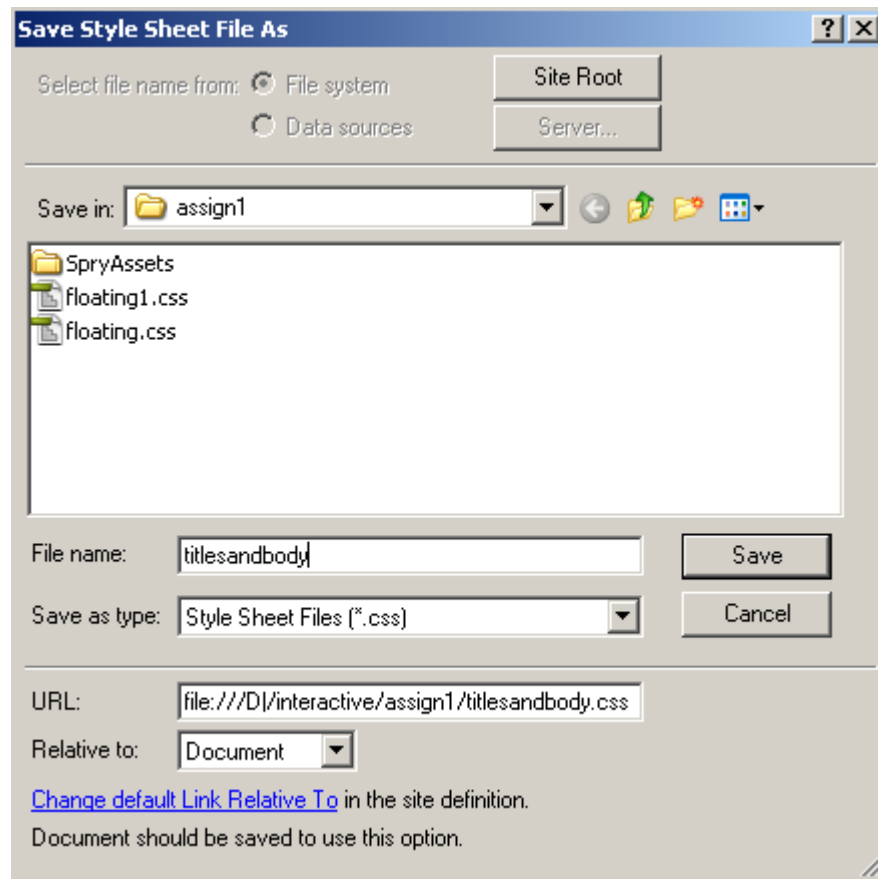 Save Style Sheet File As
Select file name from: File system Site Root
Data sources Server...
Save in: assign1
SpryAssets
floating1.css
floating.css
File name: titlesandbody Save
Save as type: Style Sheet Files (*.css) Cancel
URL: file:///D|/interactive/assign1/titlesandbody.css
Relative to: Document
Change default Link Relative To in the site definition.
Document should be saved to use this option.